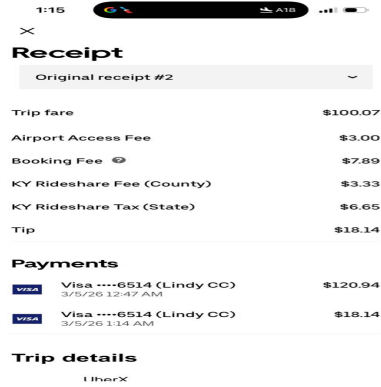 1:15
A18
Receipt
Original receipt #2
Trip fare $100.07
Airport Access Fee $3.00
Booking Fee $7.89
KY Rideshare Fee (County) $3.33
KY Rideshare Tax (State) $6.65
Tip $18.14
Payments
VISA Visa ····6514 (Lindy CC) $120.94
3/5/26 12:47 AM
VISA Visa ····6514 (Lindy CC) $18.14
3/5/26 1:14 AM
Trip details
UberX